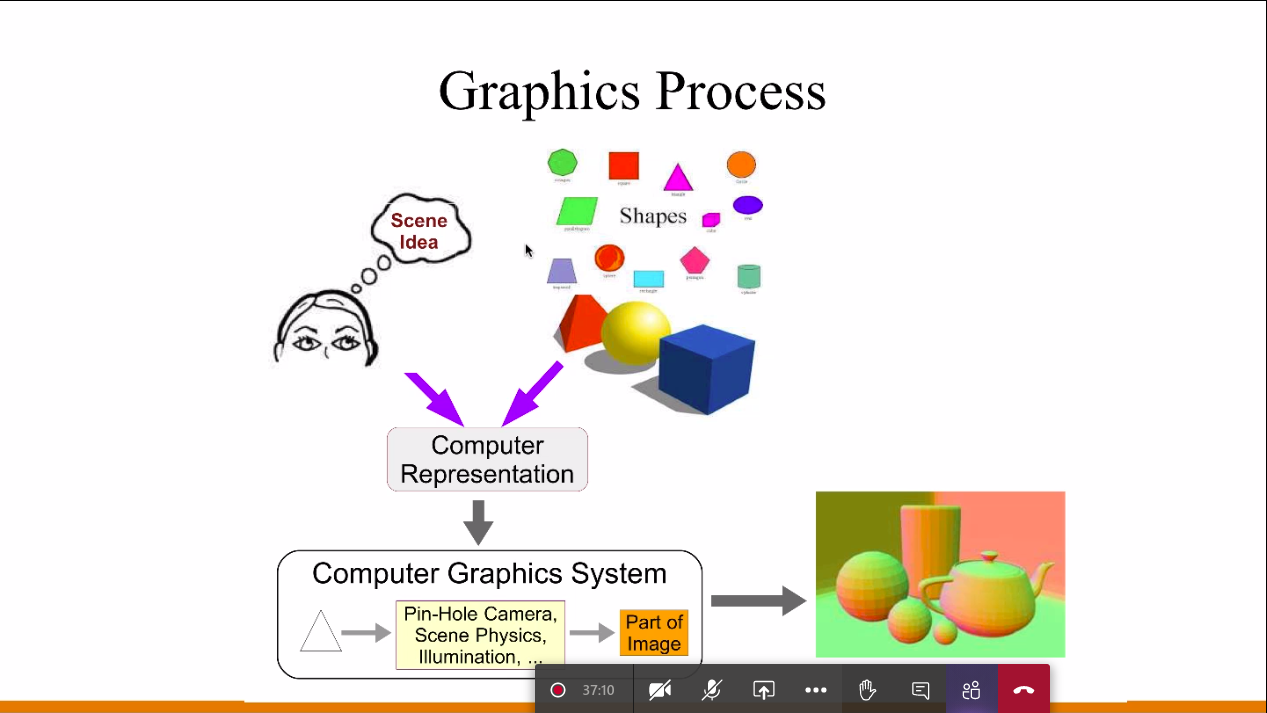 Graphics Process
Scene
Idea
Shapes
Computer
Representation
Computer Graphics System
Pin-Hole Camera,
Scene Physics,
Illumination, ...
Part of
Image
37:10